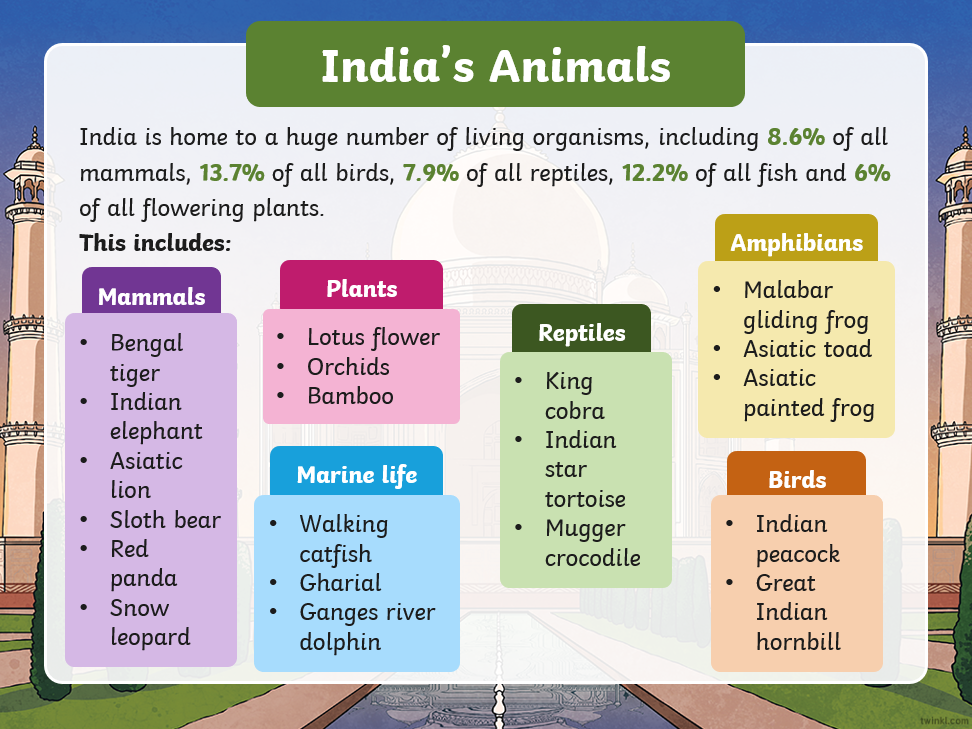 India's Animals
India is home to a huge number of living organisms, including 8.6% of all
mammals, 13.7% of all birds, 7.9% of all reptiles, 12.2% of all fish and 6%
of all flowering plants.
This includes:
Mammals
• Bengal
tiger
• Indian
elephant
• Asiatic
lion
• Sloth bear
• Red
panda
• Snow
leopard
Plants
• Lotus flower
• Orchids
• Bamboo
Marine life
• Walking
catfish
• Gharial
• Ganges river
dolphin
Reptiles
• King
cobra
• Indian
star
tortoise
• Mugger
crocodile
Amphibians
• Malabar
gliding frog
• Asiatic toad
• Asiatic
painted frog
Birds
• Indian
peacock
• Great
Indian
hornbill
twinkl.com